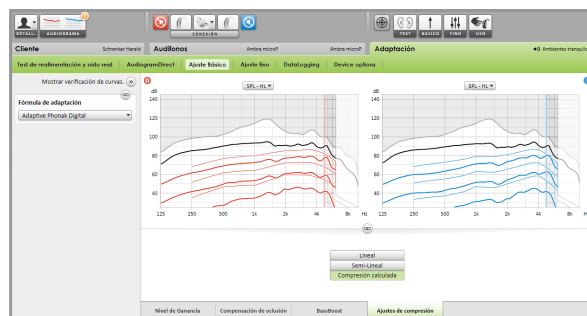 DETALL.
AUDIOGRAMA
CONEXIÓN
TEST
BÁSICO
FINO
USO
Cliente
Schrenker Harald
Audífonos
Ambra microP
Ambra microP
Adaptación
Ambientes tranquilo
Test de realimentación y oído real
AudiogramDirect
Ajuste Básico
Ajuste fino
DataLogging
Device options
Mostrar verificación de curvas.
Fórmula de adaptación
Adaptive Phonak Digital
SPL - HL
SPL - HL
dB
140
120
100
80
60
40
125
250
500
1k
2k
4k
8k
Hz
dB
140
120
100
80
60
40
125
250
500
1k
2k
4k
8k
Hz
Lineal
Semi-Lineal
Compresión calculada
Nivel de Ganancia
Compensación de oclusión
BassBoost
Ajustes de compresión